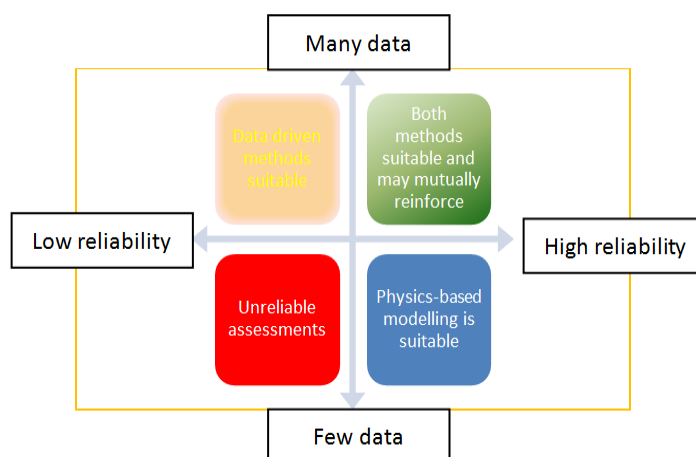 Many data
Data driven
methods
suitable
Both
methods
suitable and
may mutually
reinforce
Low reliability
High reliability
Unreliable
assessments
Physics-based
modelling is
suitable
Few data